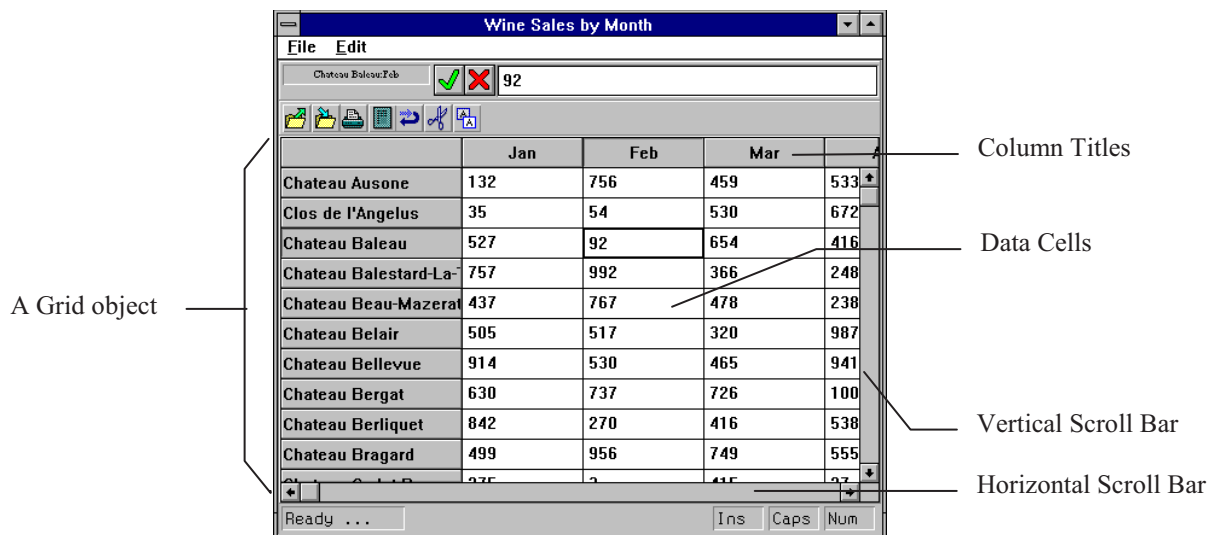 Wine Sales by Month
File Edit
Chateau Baleau:Feb 92
Jan Feb Mar A
Column Titles
Chateau Ausone 132 756 459 533
Clos de l'Angelus 35 54 530 672
Chateau Baleau 527 92 654 416
Data Cells
Chateau Balestard-La- 757 992 366 248
Chateau Beau-Mazerat 437 767 478 238
A Grid object
Chateau Belair 505 517 320 987
Chateau Bellevue 914 530 465 941
Chateau Bergat 630 737 726 100
Chateau Berliquet 842 270 416 538
Vertical Scroll Bar
Chateau Bragard 499 956 749 555
Horizontal Scroll Bar
Ready ... Ins Caps Num